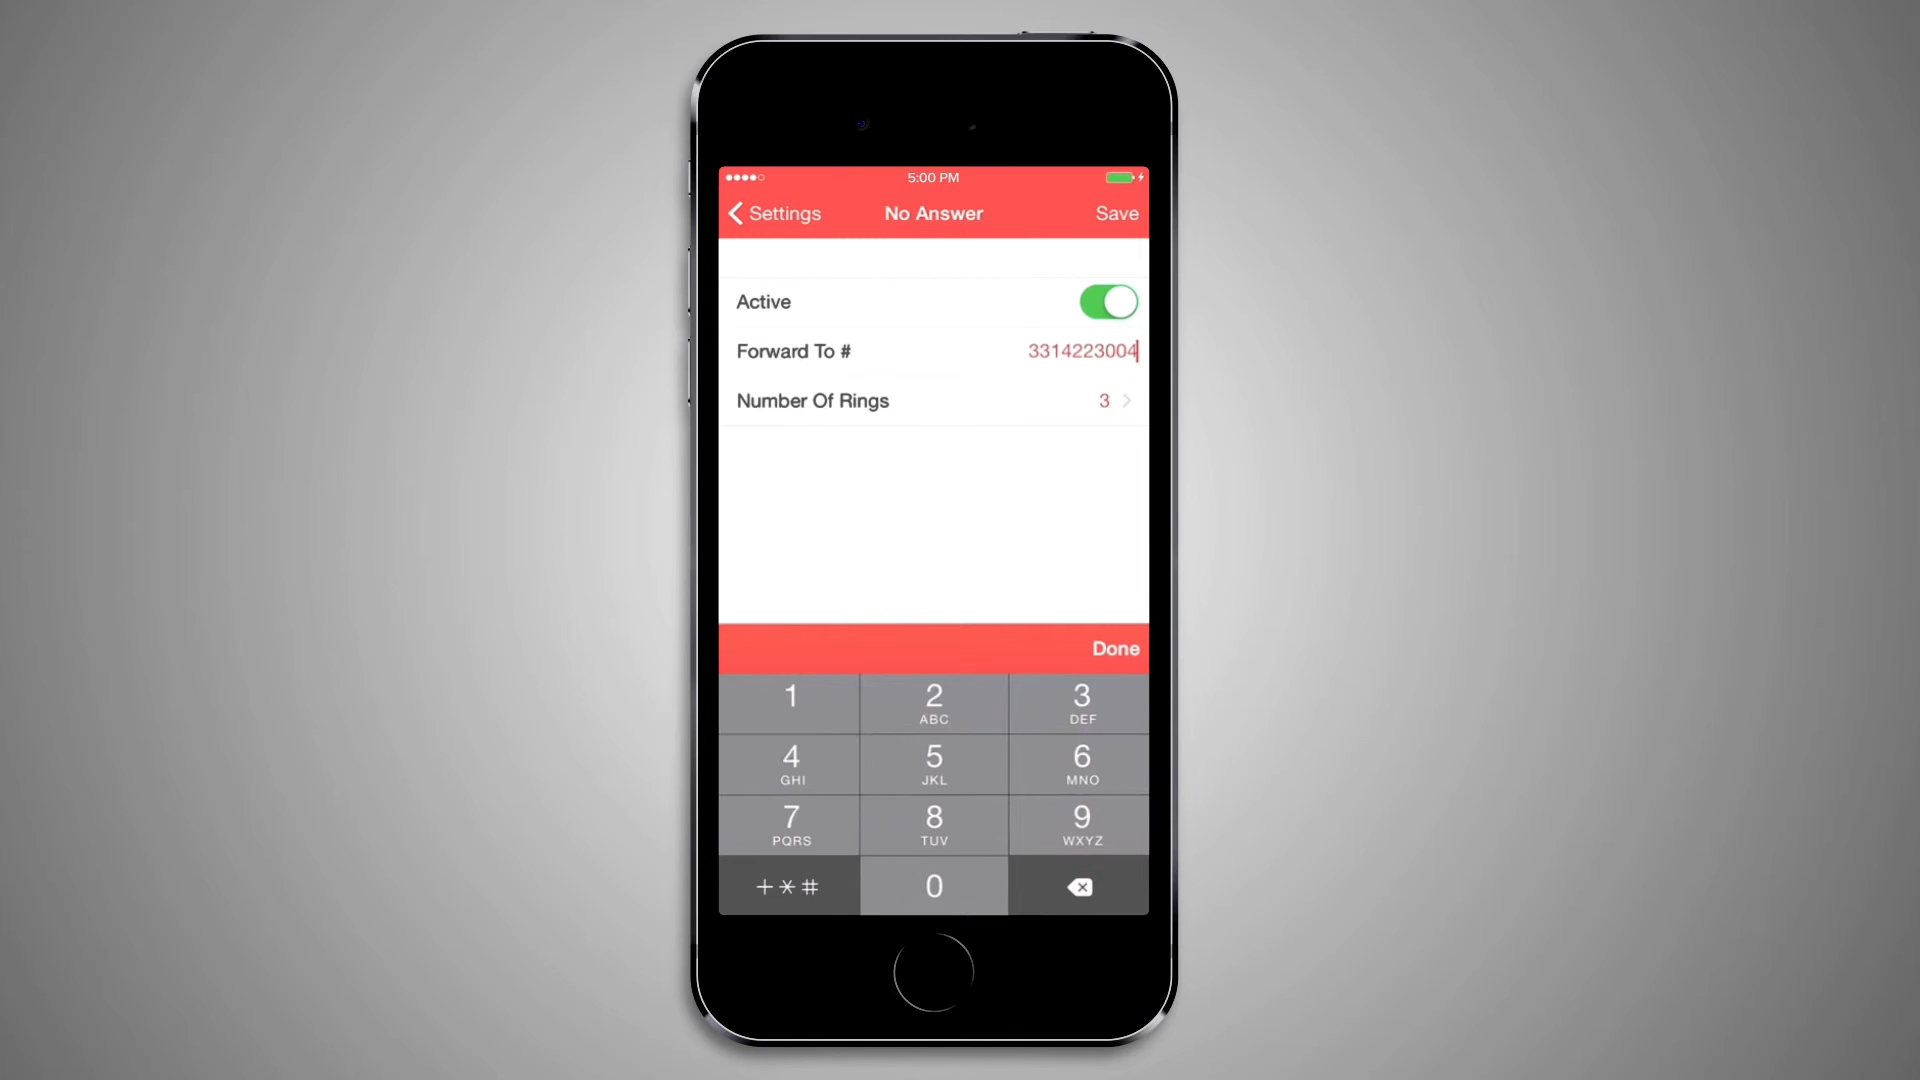 5:00 PM
Settings No Answer Save
Active
Forward To # 3314223004
Number Of Rings 3
Done
1 2 3
ABC DEF
4 5 6
GHI JKL MNO
7 8 9
PQRS TUV WXYZ
+*# 0